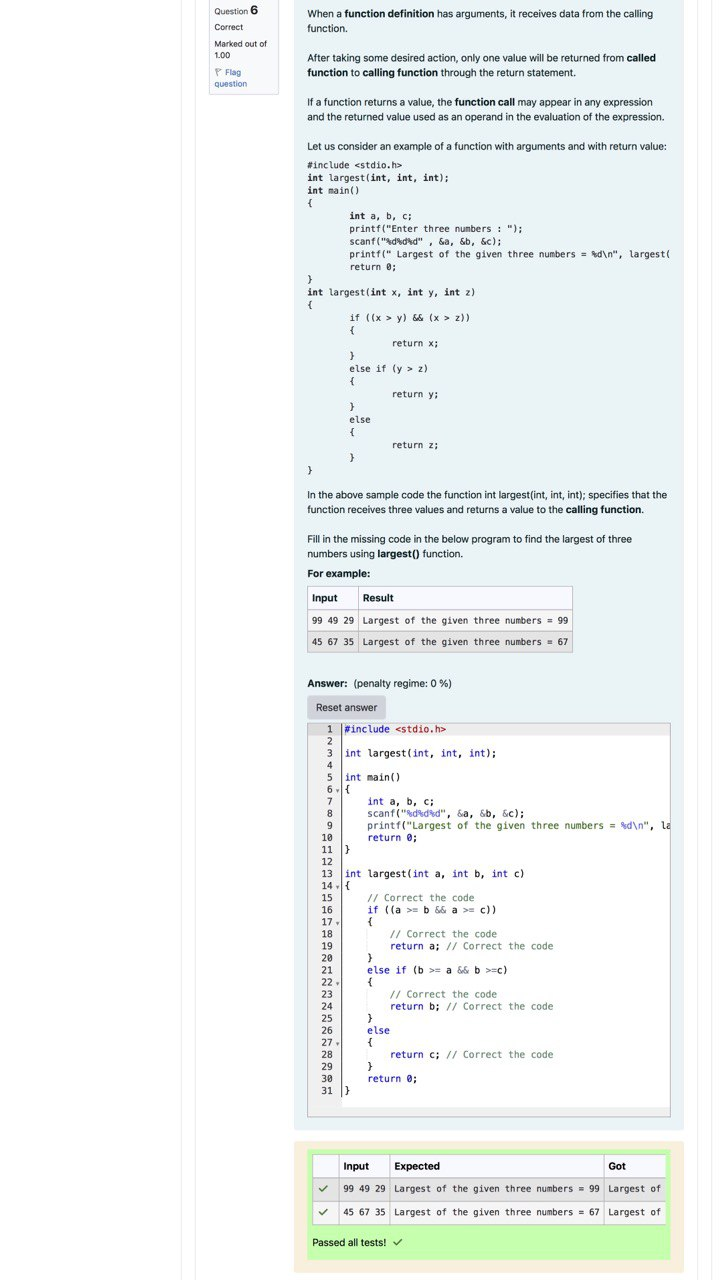 Question 6
Correct
Marked out of
1.00
Flag
question
When a function definition has arguments, it receives data from the calling
function.
After taking some desired action, only one value will be returned from called
function to calling function through the return statement.
If a function returns a value, the function call may appear in any expression
and the returned value used as an operand in the evaluation of the expression.
Let us consider an example of a function with arguments and with return value:
#include <stdio.h>
int largest(int, int, int);
int main()
{
int a, b, c;
printf("Enter three numbers : ");
scanf("%d%d%d" , &a, &b, &c);
printf(" Largest of the given three numbers = %d\n", largest(
return 0;
}
int largest(int x, int y, int z)
{
if ((x > y) && (x > z))
{
return x;
}
else if (y > z)
{
return y;
}
else
{
return z;
}
}
In the above sample code the function int largest(int, int, int); specifies that the
function receives three values and returns a value to the calling function.
Fill in the missing code in the below program to find the largest of three
numbers using largest() function.
For example:
Input Result
99 49 29 Largest of the given three numbers = 99
45 67 35 Largest of the given three numbers = 67
Answer: (penalty regime: 0 %)
Reset answer
1 #include <stdio.h>
2
3 int largest(int, int, int);
4
5 int main()
6 {
7 int a, b, c;
8 scanf("%d%d%d", &a, &b, &c);
9 printf("Largest of the given three numbers = %d\n", la
10 return 0;
11 }
12
13 int largest(int a, int b, int c)
14 {
15 // Correct the code
16 if ((a >= b && a >= c))
17 {
18 // Correct the code
19 return a; // Correct the code
20 }
21 else if (b >= a && b >=c)
22 {
23 // Correct the code
24 return b; // Correct the code
25 }
26 else
27 {
28 return c; // Correct the code
29 }
30 return 0;
31 }
Input Expected Got
99 49 29 Largest of the given three numbers = 99 Largest of
45 67 35 Largest of the given three numbers = 67 Largest of
Passed all tests!